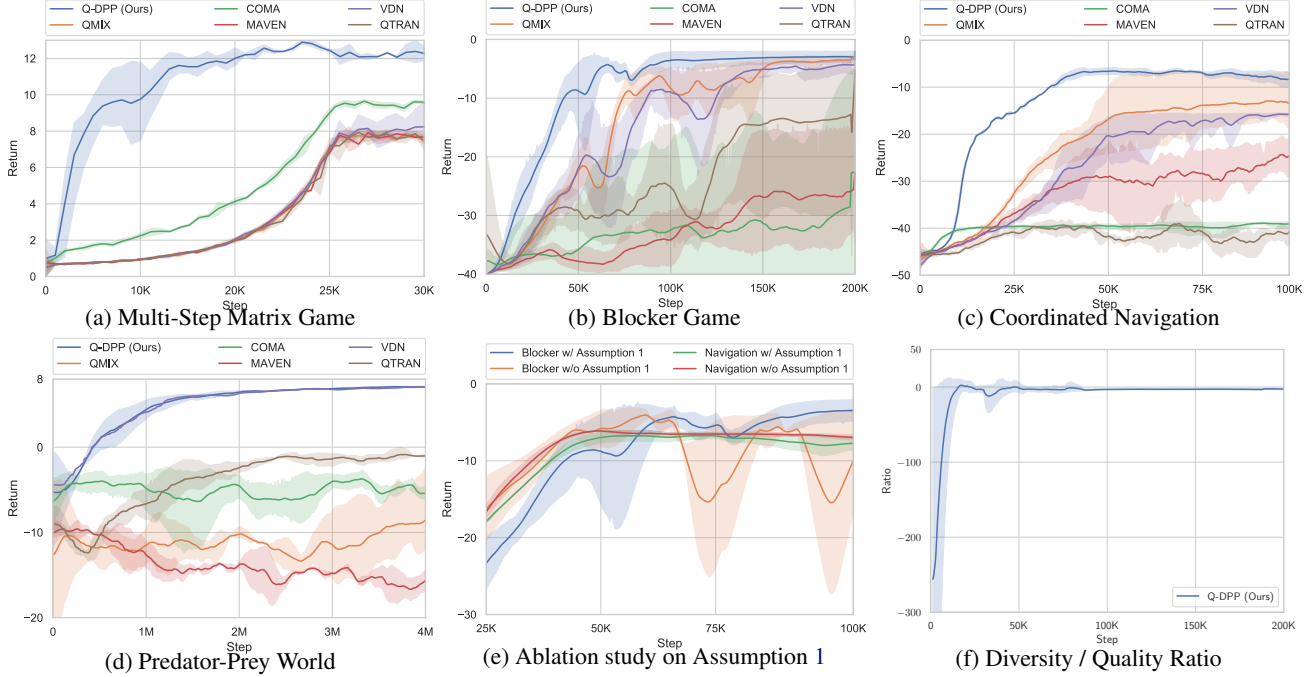 Q-DPP (Ours) COMA VDN
QMIX MAVEN QTRAN
12
10
8
6
4
2
0
Return
0 10K 20K 25K 30K
Step
(a) Multi-Step Matrix Game
Q-DPP (Ours) COMA VDN
QMIX MAVEN QTRAN
0
−10
−20
−30
−40
Return
0 50K 100K 150K 200K
Step
(b) Blocker Game
Q-DPP (Ours) COMA VDN
QMIX MAVEN QTRAN
0
−10
−20
−30
−40
−50
Return
0 25K 50K 75K 100K
Step
(c) Coordinated Navigation
Q-DPP (Ours) COMA VDN
QMIX MAVEN QTRAN
8
0
−10
−20
Return
0 1M 2M 3M 4M
Step
(d) Predator-Prey World
Blocker w/ Assumption 1 Navigation w/ Assumption 1
Blocker w/o Assumption 1 Navigation w/o Assumption 1
0
−10
−20
−30
Return
25K 50K 75K 100K
Step
(e) Ablation study on Assumption 1
50
0
−100
−200
−300
Ratio
Q-DPP (Ours)
0 50K 100K 150K 200K
Step
(f) Diversity / Quality Ratio